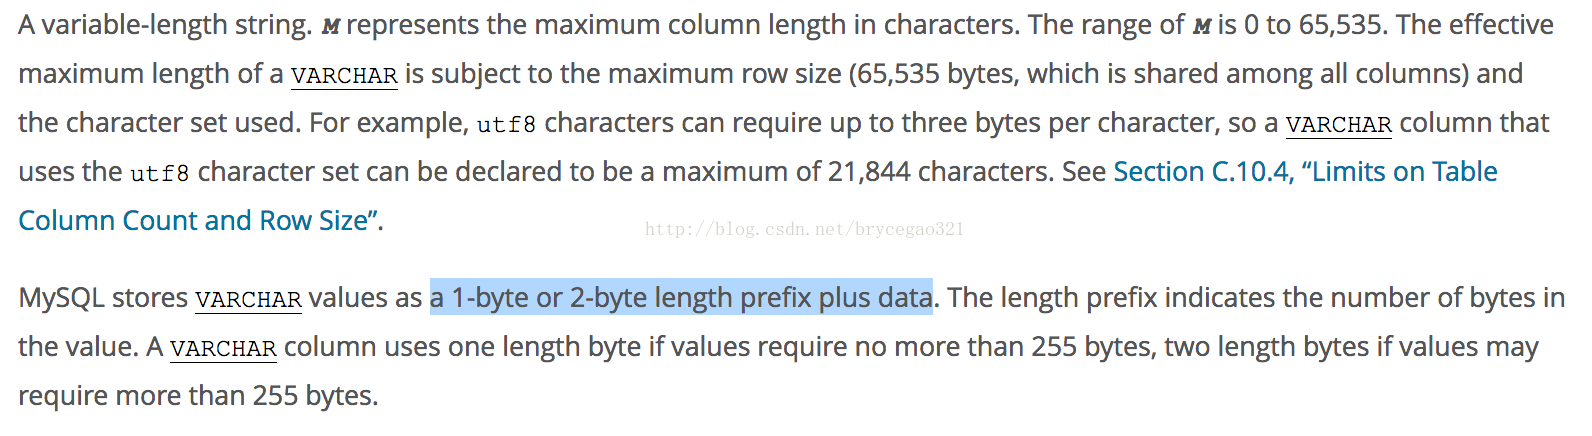 A variable-length string. M represents the maximum column length in characters. The range of M is 0 to 65,535. The effective
maximum length of a VARCHAR is subject to the maximum row size (65,535 bytes, which is shared among all columns) and
the character set used. For example, utf8 characters can require up to three bytes per character, so a VARCHAR column that
uses the utf8 character set can be declared to be a maximum of 21,844 characters. See Section C.10.4, “Limits on Table
Column Count and Row Size”.
http://blog.csdn.net/brycegao321
MySQL stores VARCHAR values as a 1-byte or 2-byte length prefix plus data. The length prefix indicates the number of bytes in
the value. A VARCHAR column uses one length byte if values require no more than 255 bytes, two length bytes if values may
require more than 255 bytes.